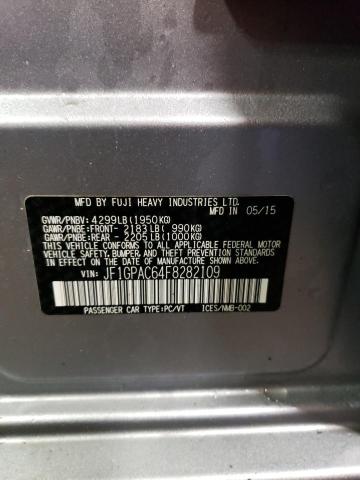 MFD BY FUJI HEAVY INDUSTRIES LTD.
MFD IN 05/15
GVWR/PNBV: 4299LB(1950KG)
GAWR/PNBE:FRONT- 2183LB( 990KG)
GAWR/PNBE:REAR - 2205LB(1000KG)
THIS VEHICLE CONFORMS TO ALL APPLICABLE FEDERAL MOTOR
VEHICLE SAFETY, BUMPER, AND THEFT PREVENTION STANDARDS IN
EFFECT ON THE DATE OF MANUFACTURE SHOWN ABOVE.
VIN: JF1GPAC64F8282109
PASSENGER CAR TYPE:PC/VT ICES/NMB-002